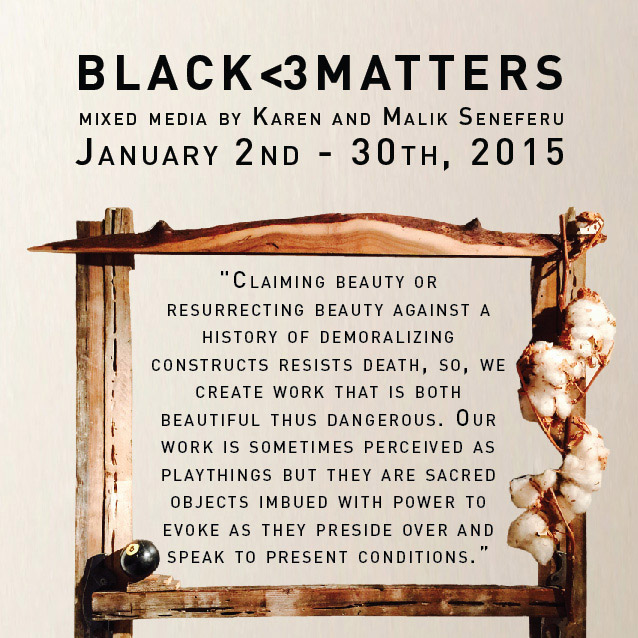 BLACK<3MATTERS
MIXED MEDIA BY KAREN AND MALIK SENEFERU
JANUARY 2ND - 30TH, 2015
"CLAIMING BEAUTY OR
RESURRECTING BEAUTY AGAINST A
HISTORY OF DEMORALIZING
CONSTRUCTS RESISTS DEATH, SO, WE
CREATE WORK THAT IS BOTH
BEAUTIFUL THUS DANGEROUS. OUR
WORK IS SOMETIMES PERCEIVED AS
PLAYTHINGS BUT THEY ARE SACRED
OBJECTS IMBUED WITH POWER TO
EVOKE AS THEY PRESIDE OVER AND
SPEAK TO PRESENT CONDITIONS.”